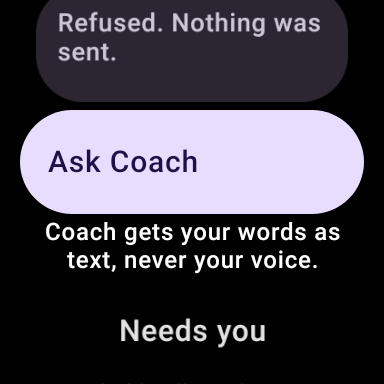 Refused. Nothing was
sent.
Ask Coach
Coach gets your words as
text, never your voice.
Needs you